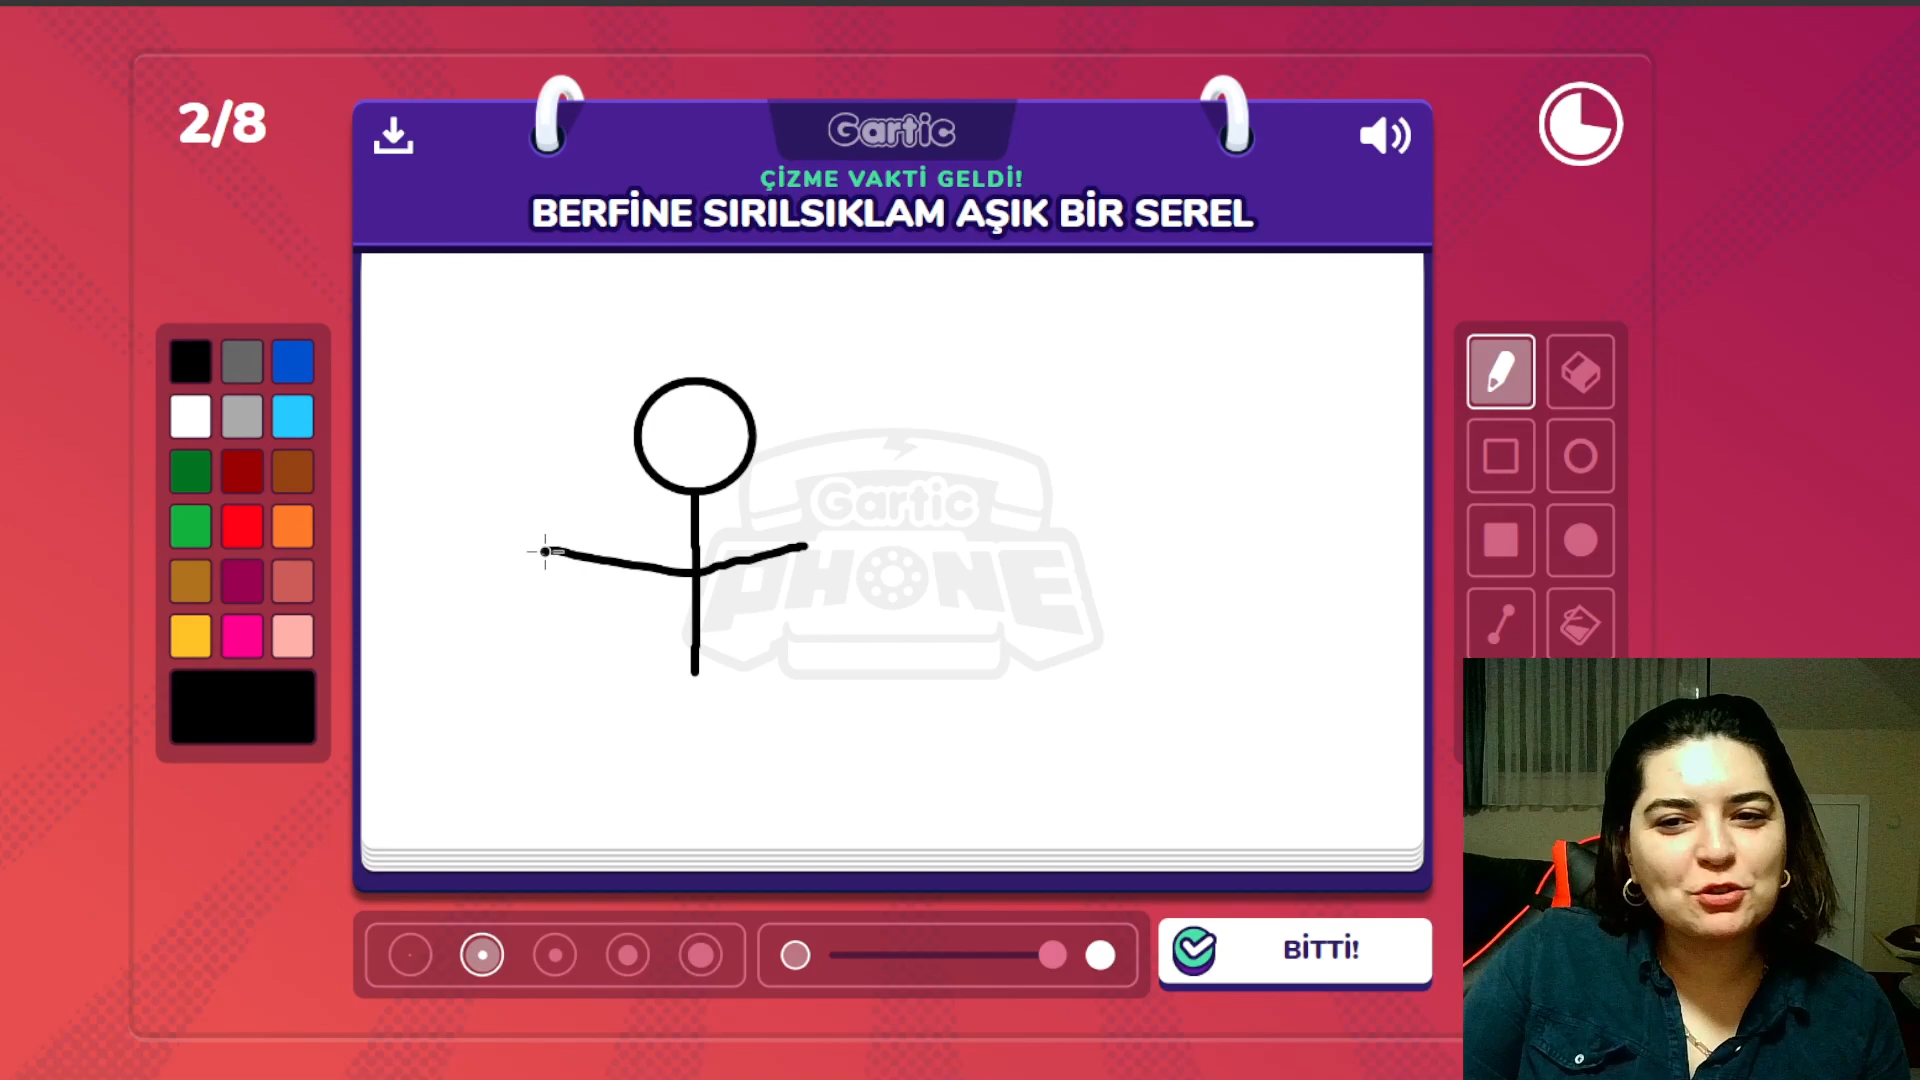 2/8
Gartic
ÇİZME VAKTİ GELDİ!
BERFİNE SIRILSIKLAM AŞIK BİR SEREL
Gartic
PHONE
BİTTİ!